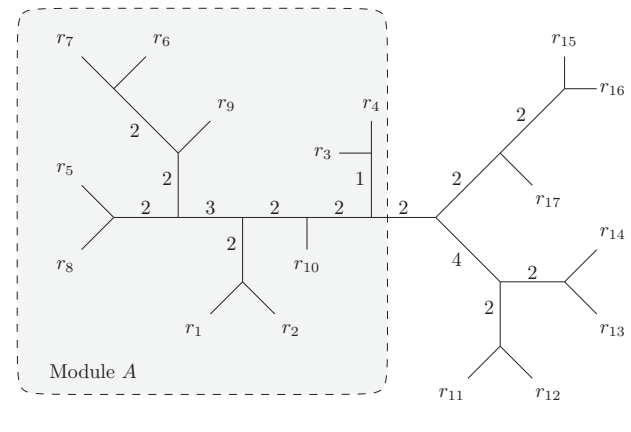 r₇ r₆ r₁₅
r₉ r₄ r₁₆
2 2
r₅ 2 r₃ 1 2 r₁₇
2 3 2 2 2
r₈ 2 r₁₀ 4 r₁₄
2
r₁ r₂ 2 r₁₃
Module A
r₁₁ r₁₂